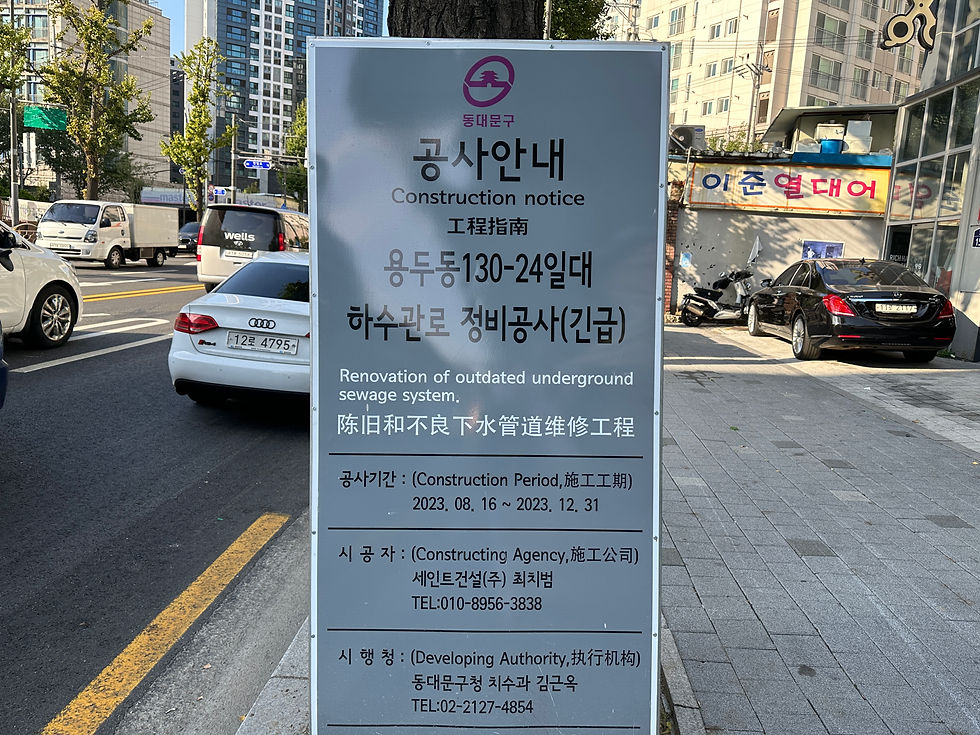 동대문구
공사안내
Construction notice
工程指南
용두동130-24일대
하수관로 정비공사(긴급)
Renovation of outdated underground
sewage system.
陈旧和不良下水管道维修工程
공사기간 : (Construction Period,施工工期)
2023. 08. 16 ~ 2023. 12. 31
시 공 자 : (Constructing Agency,施工公司)
세인트건설(주) 최치범
TEL:010-8956-3838
시 행 청 : (Developing Authority,执行机构)
동대문구청 치수과 김근옥
TEL:02-2127-4854
이준열대어
wells
12로 4795